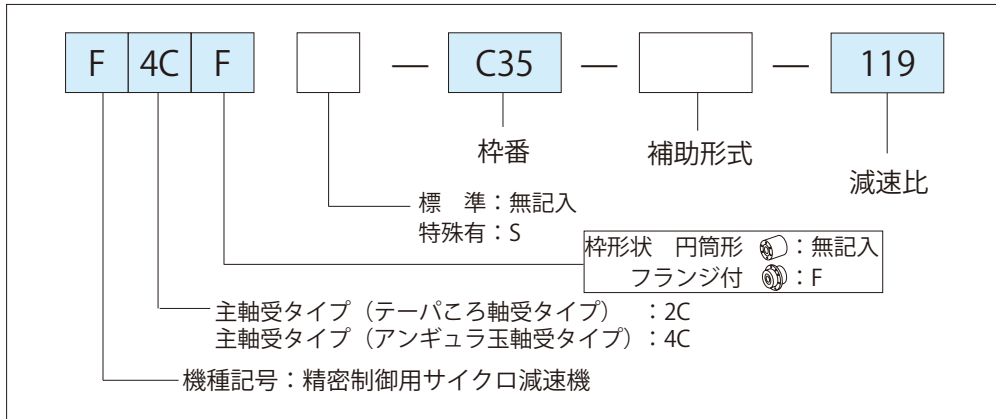 F 4C F — C35 — — 119
枠番
補助形式
減速比
標　準：無記入
特殊有：S
枠形状　円筒形 ：無記入
フランジ付 ：F
主軸受タイプ（テーパころ軸受タイプ）　：2C
主軸受タイプ（アンギュラ玉軸受タイプ）：4C
機種記号：精密制御用サイクロ減速機